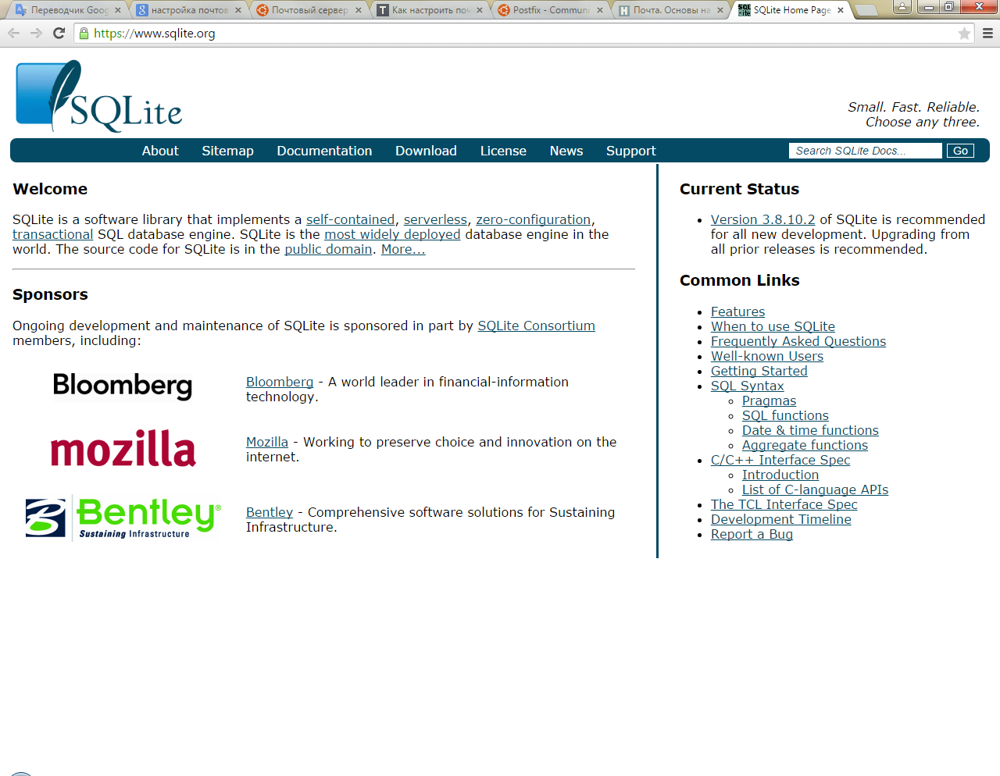 Переводчик Goog
настройка почтов
Почтовый сервер
Как настроить поч
Postfix - Communi
Почта. Основы на
SQLite Home Page
https://www.sqlite.org
SQLite
Small. Fast. Reliable.
Choose any three.
About Sitemap Documentation Download License News Support
Search SQLite Docs... Go
Welcome
SQLite is a software library that implements a self-contained, serverless, zero-configuration,
transactional SQL database engine. SQLite is the most widely deployed database engine in the
world. The source code for SQLite is in the public domain. More...
Sponsors
Ongoing development and maintenance of SQLite is sponsored in part by SQLite Consortium
members, including:
Bloomberg
Bloomberg - A world leader in financial-information
technology.
mozilla
Mozilla - Working to preserve choice and innovation on the
internet.
Bentley®
Sustaining Infrastructure
Bentley - Comprehensive software solutions for Sustaining
Infrastructure.
Current Status
Version 3.8.10.2 of SQLite is recommended
for all new development. Upgrading from
all prior releases is recommended.
Common Links
Features
When to use SQLite
Frequently Asked Questions
Well-known Users
Getting Started
SQL Syntax
Pragmas
SQL functions
Date & time functions
Aggregate functions
C/C++ Interface Spec
Introduction
List of C-language APIs
The TCL Interface Spec
Development Timeline
Report a Bug